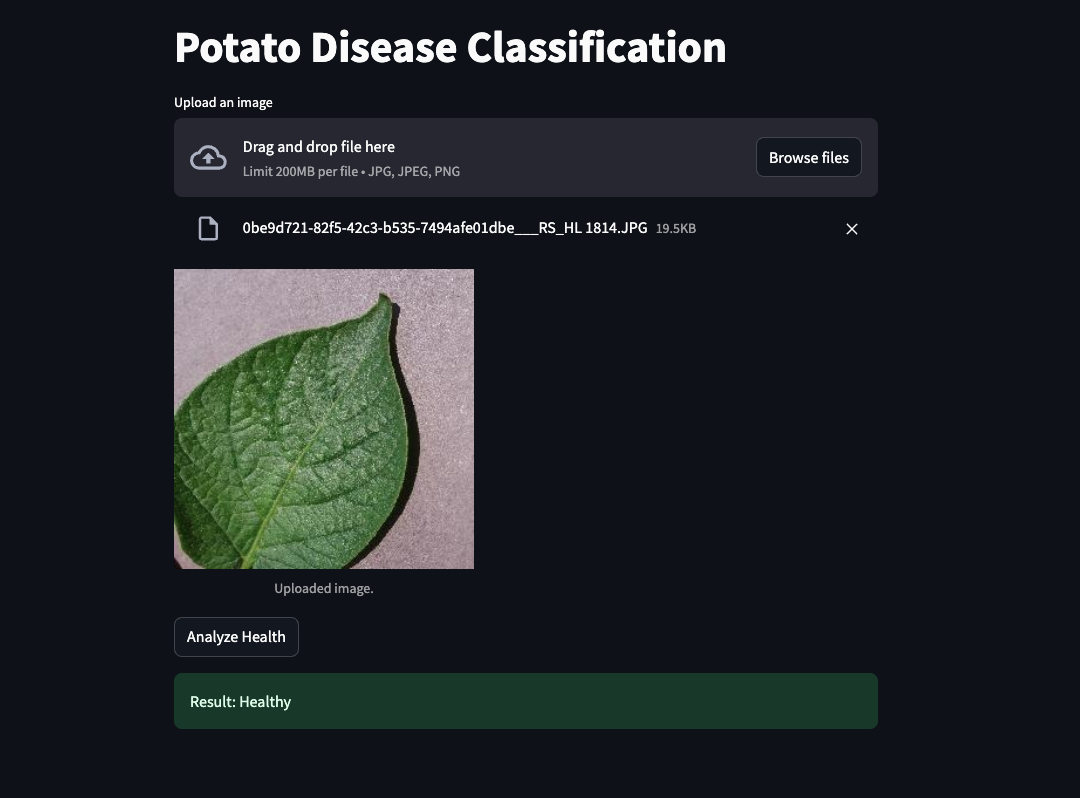 Potato Disease Classification
Upload an image
Drag and drop file here
Limit 200MB per file • JPG, JPEG, PNG
Browse files
0be9d721-82f5-42c3-b535-7494afe01dbe___RS_HL 1814.JPG 19.5KB
Uploaded image.
Analyze Health
Result: Healthy